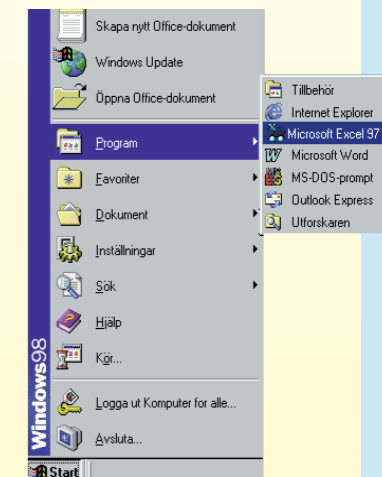 Skapa nytt Office-dokument
Windows Update
Öppna Office-dokument
Program
Favoriter
Dokument
Inställningar
Sök
Hjälp
Kör...
Logga ut Komputer for alle...
Avsluta...
Windows98
Start
Tillbehör
Internet Explorer
Microsoft Excel 97
Microsoft Word
MS-DOS-prompt
Outlook Express
Utforskaren